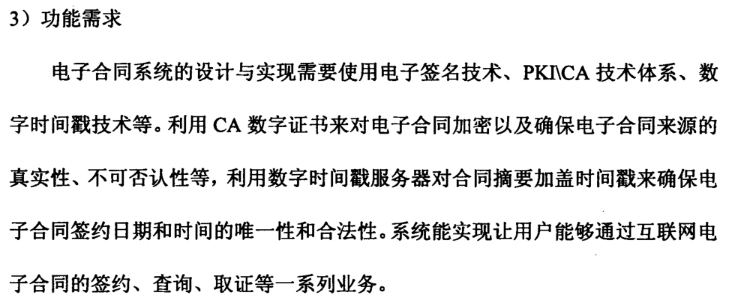 3）功能需求
电子合同系统的设计与实现需要使用电子签名技术、PKI\CA 技术体系、数
字时间戳技术等。利用 CA 数字证书来对电子合同加密以及确保电子合同来源的
真实性、不可否认性等，利用数字时间戳服务器对合同摘要加盖时间戳来确保电
子合同签约日期和时间的唯一性和合法性。系统能实现让用户能够通过互联网电
子合同的签约、查询、取证等一系列业务。